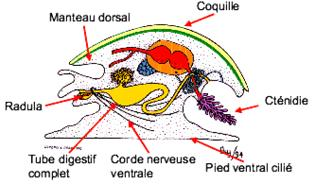 Coquille
Manteau dorsal
Radula
Cténidie
Tube digestif
complet
Corde nerveuse
ventrale
Pied ventral cilié